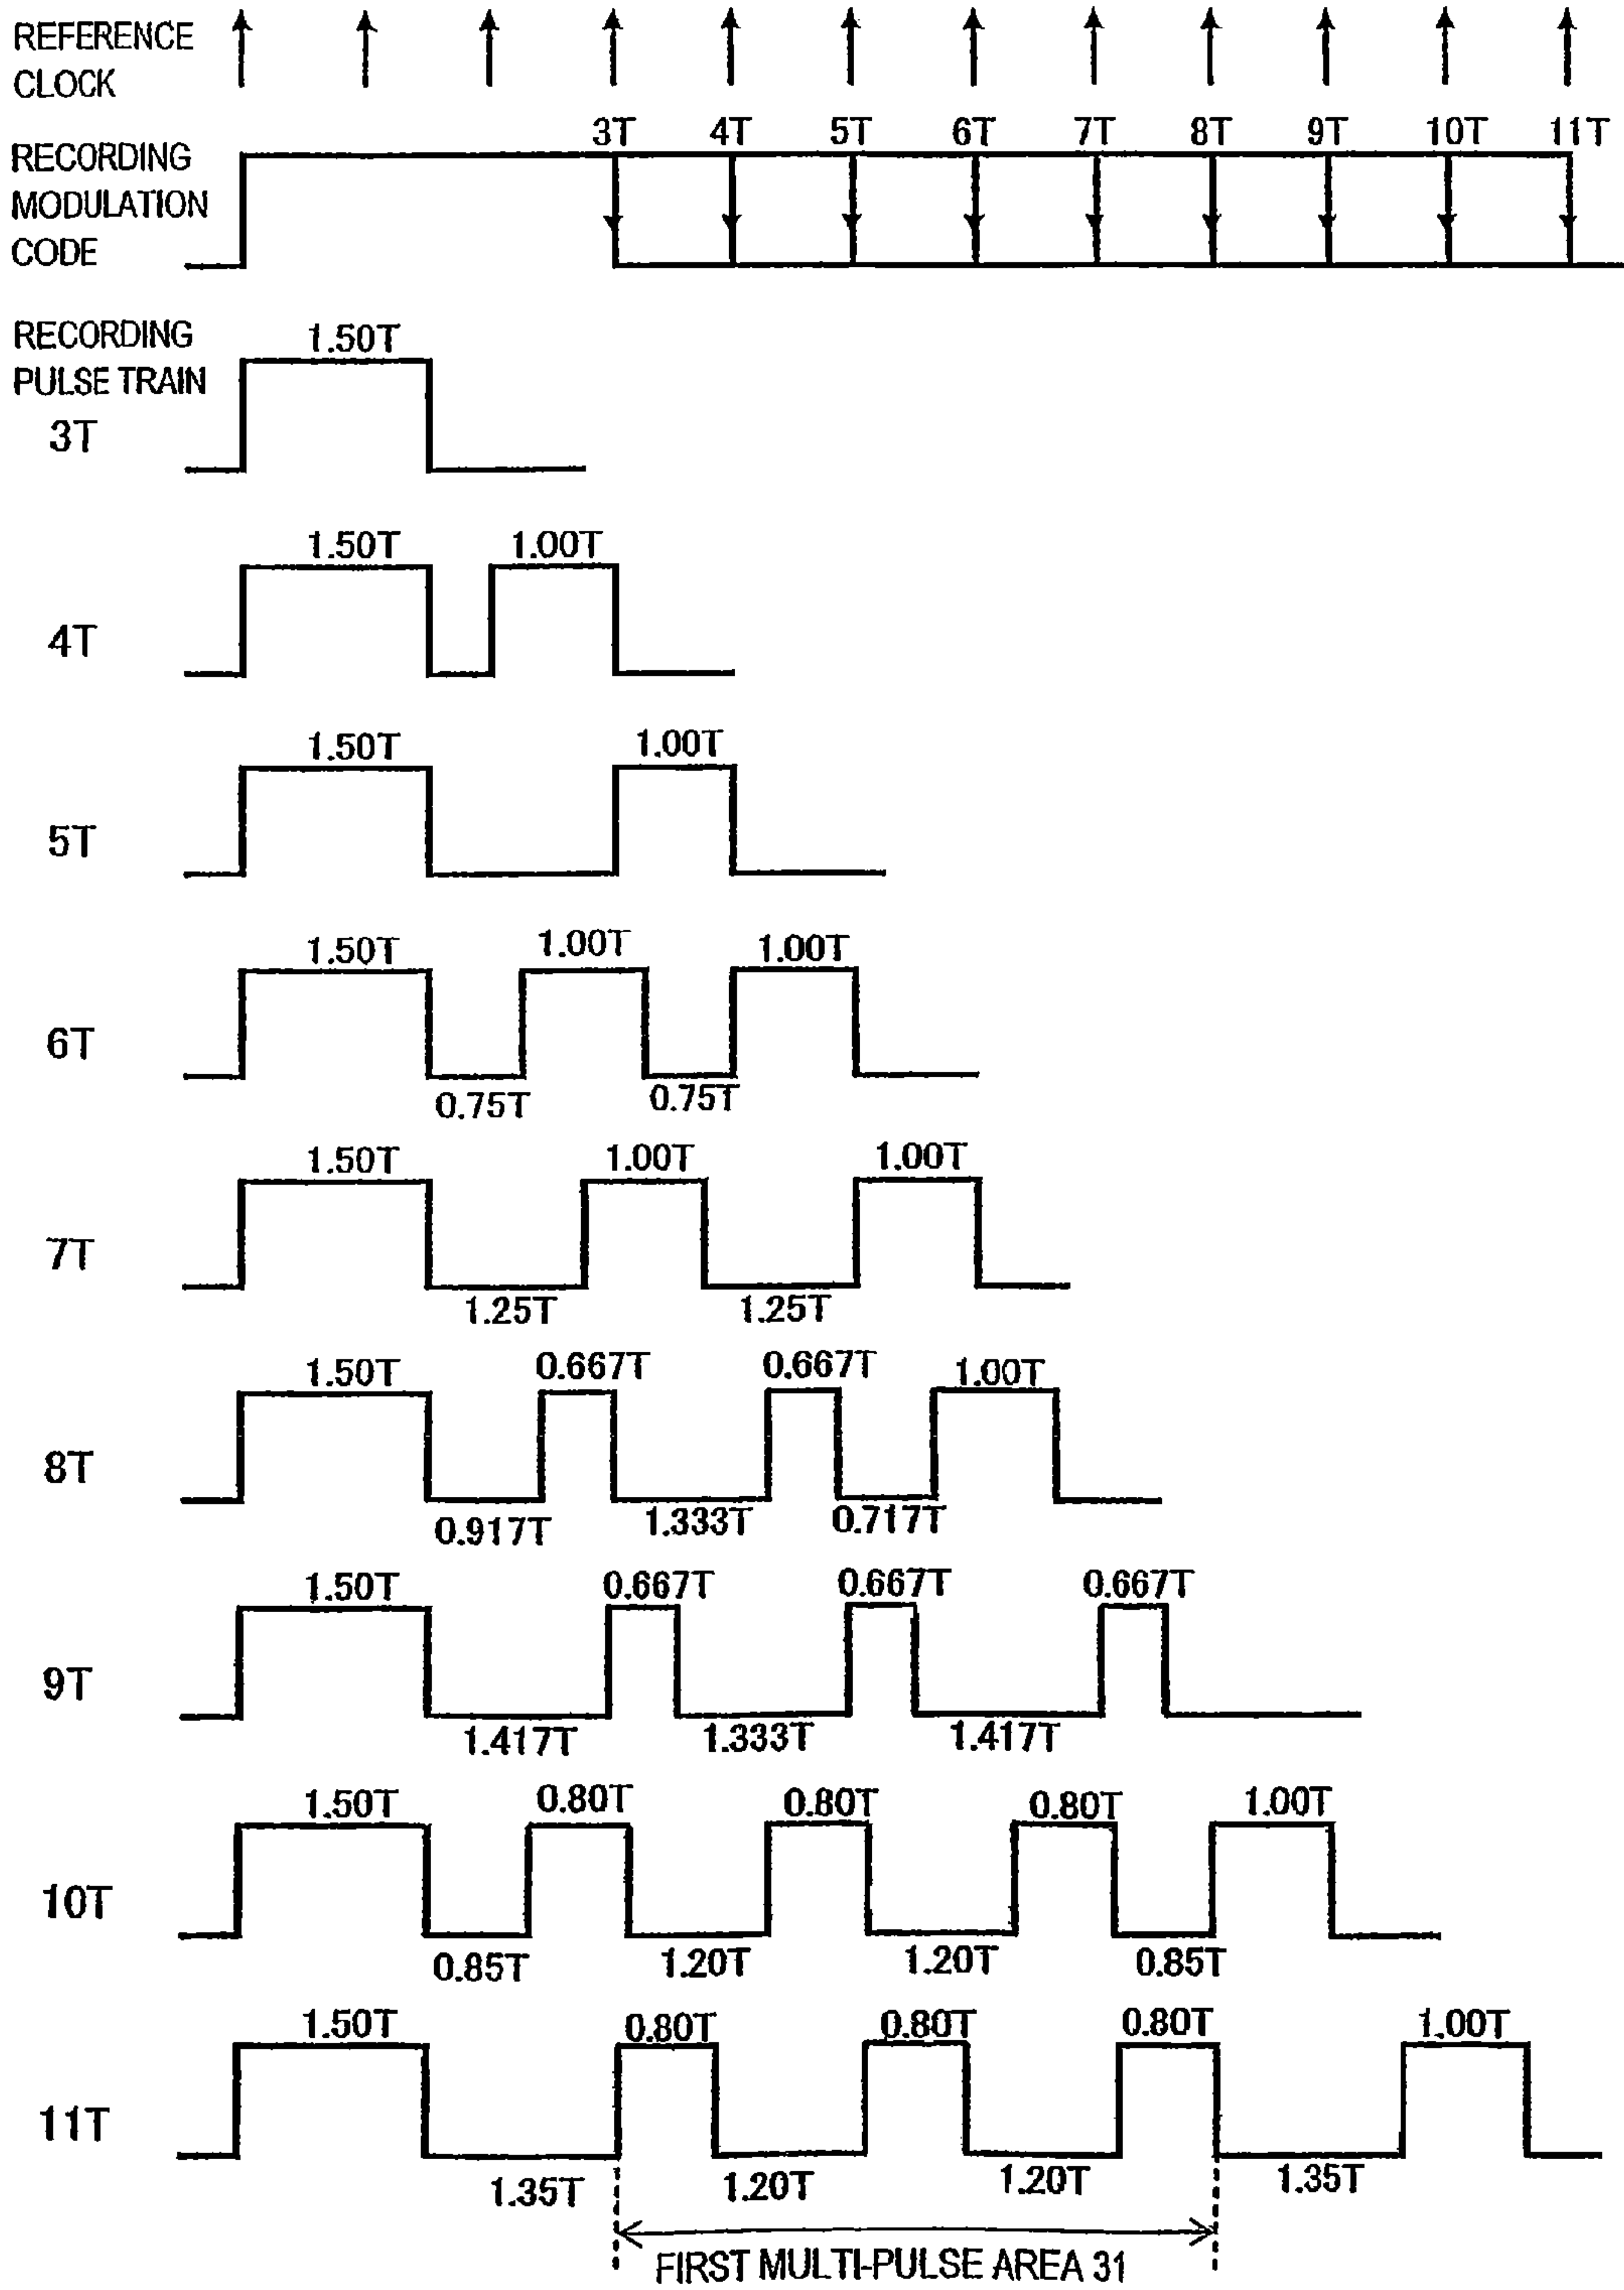 REFERENCE
CLOCK
3T 4T 5T 6T 7T 8T 9T 10T 11T
RECORDING
MODULATION
CODE
RECORDING
PULSE TRAIN
1.50T
3T
1.50T 1.00T
4T
1.50T 1.00T
5T
1.50T 1.00T 1.00T
6T
0.75T 0.75T
1.50T 1.00T 1.00T
7T
1.25T 1.25T
1.50T 0.667T 0.667T 1.00T
8T
0.917T 1.333T 0.717T
1.50T 0.667T 0.667T 0.667T
9T
1.417T 1.333T 1.417T
1.50T 0.80T 0.80T 0.80T 1.00T
10T
0.85T 1.20T 1.20T 0.85T
1.50T 0.80T 0.80T 0.80T 1.00T
11T
1.35T 1.20T 1.20T 1.35T
FIRST MULTI-PULSE AREA 31